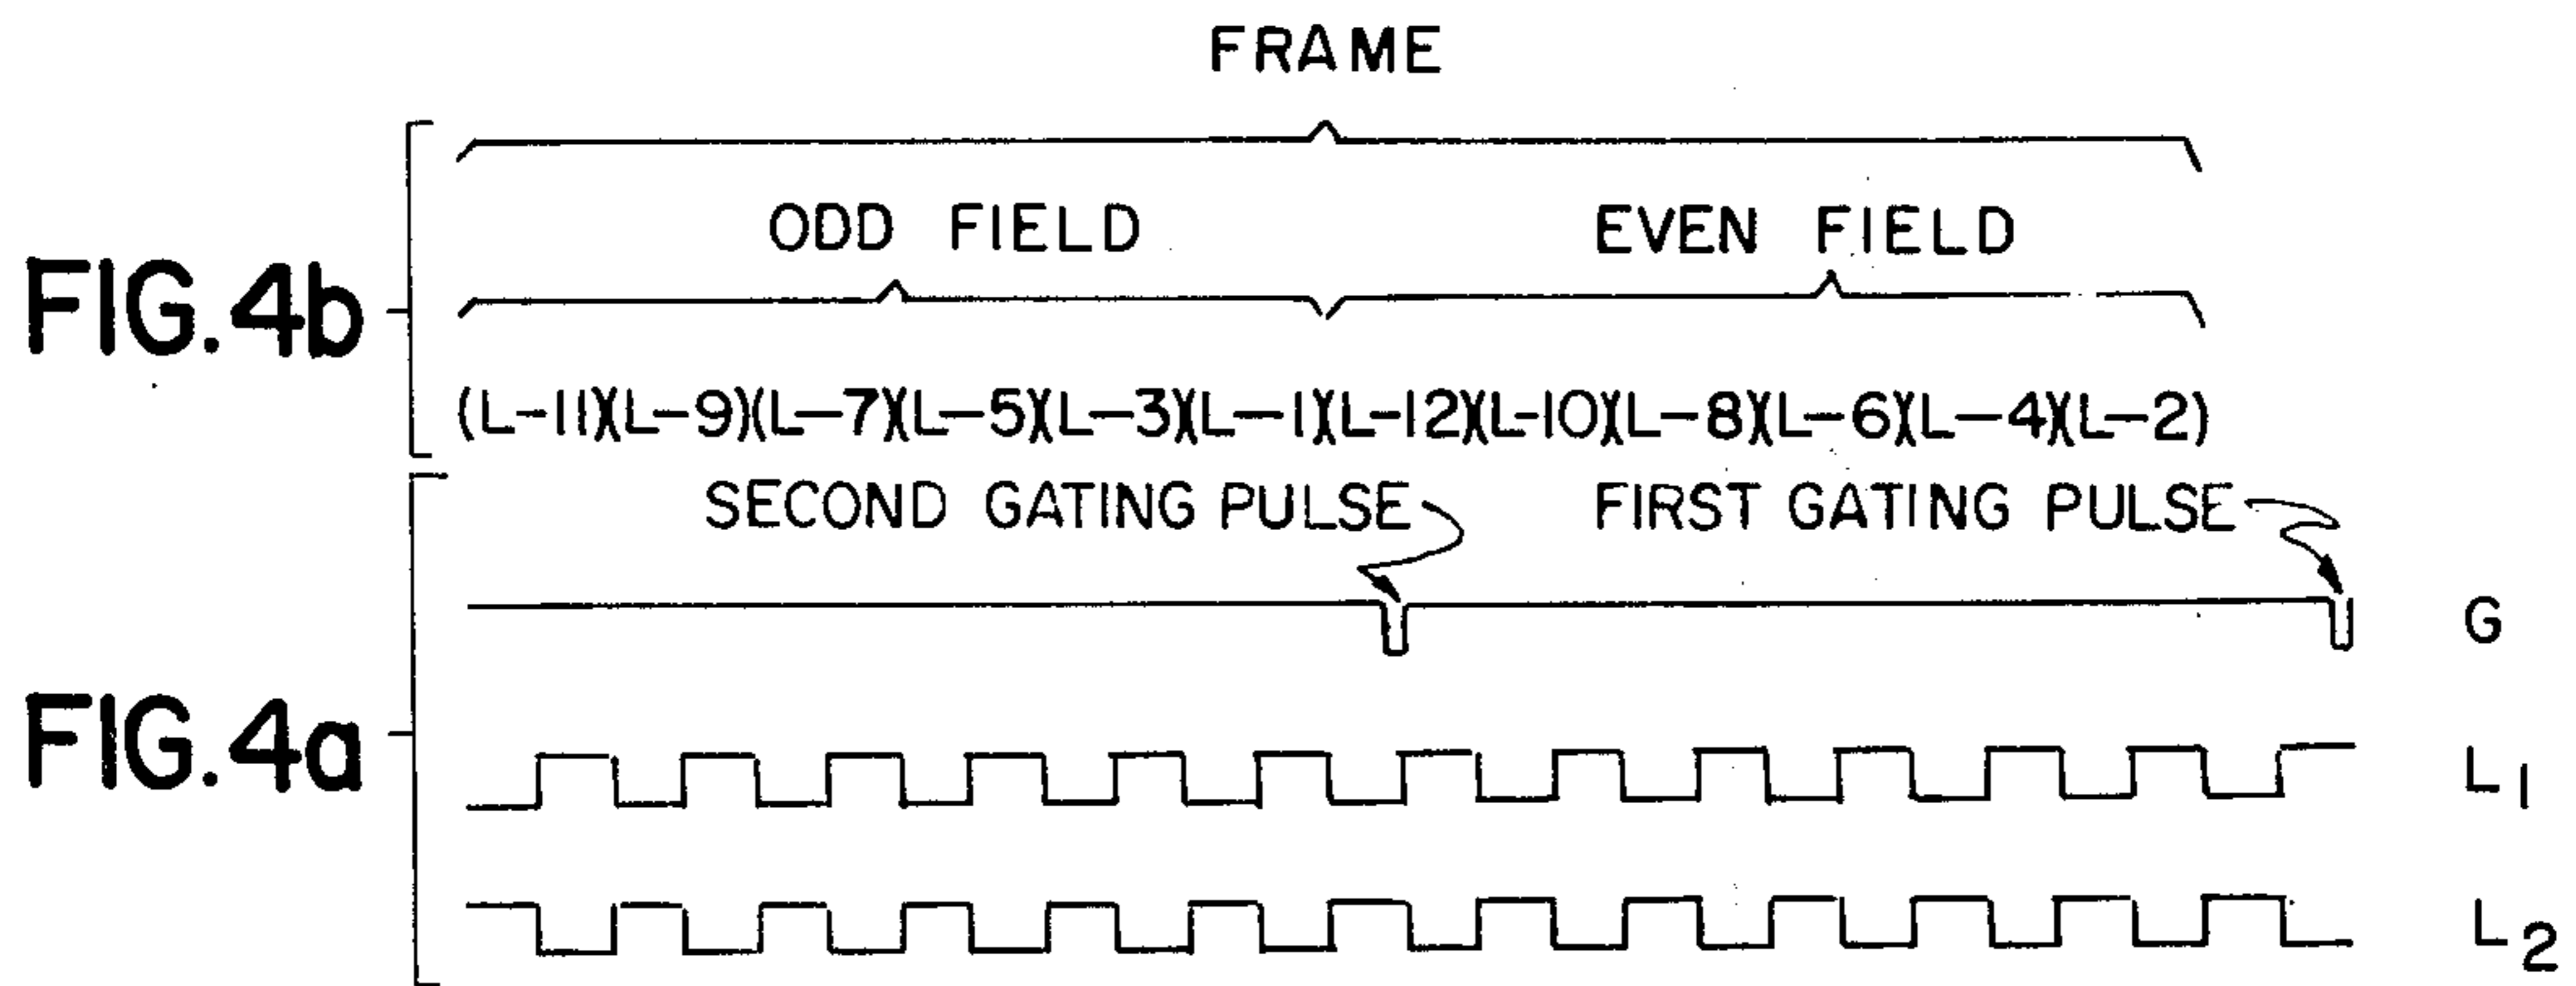 FRAME
ODD FIELD EVEN FIELD
FIG.4b
(L-11)(L-9)(L-7)(L-5)(L-3)(L-1)(L-12)(L-10)(L-8)(L-6)(L-4)(L-2)
SECOND GATING PULSE FIRST GATING PULSE
G
FIG.4a
L1
L2